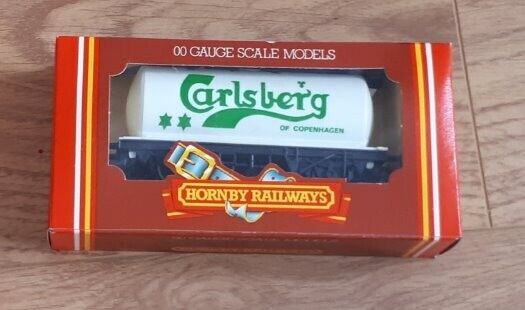 00 GAUGE SCALE MODELS
Carlsberg
OF COPENHAGEN
HORNBY RAILWAYS